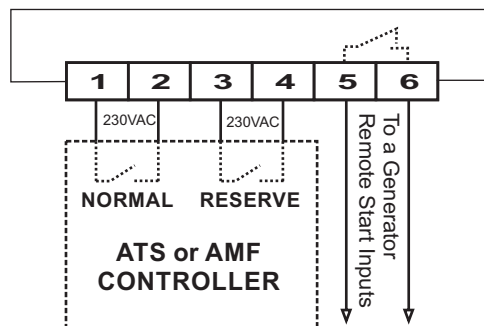 1 2 3 4 5 6
230VAC 230VAC
NORMAL RESERVE
ATS or AMF
CONTROLLER
To a Generator
Remote Start Inputs